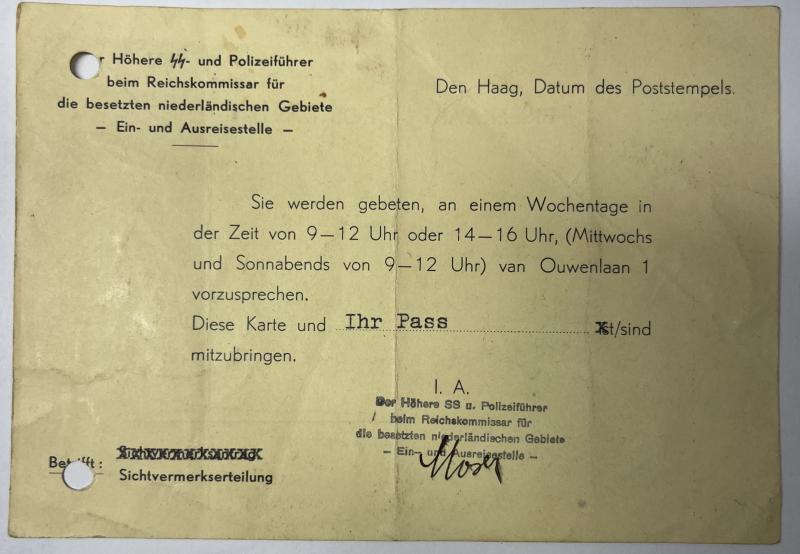 Höhere SS- und Polizeiführer
beim Reichskommissar für
die besetzten niederländischen Gebiete
— Ein- und Ausreisestelle —
Den Haag, Datum des Poststempels.
Sie werden gebeten, an einem Wochentage in
der Zeit von 9—12 Uhr oder 14—16 Uhr, (Mittwochs
und Sonnabends von 9—12 Uhr) van Ouwenlaan 1
vorzusprechen.
Diese Karte und Ihr Pass ist/sind
mitzubringen.
I. A.
Der Höhere SS u. Polizeiführer
beim Reichskommissar für
die besetzten niederländischen Gebiete
— Ein- und Ausreisestelle —
Moser
Betrifft:
Sichtvermerkserteilung